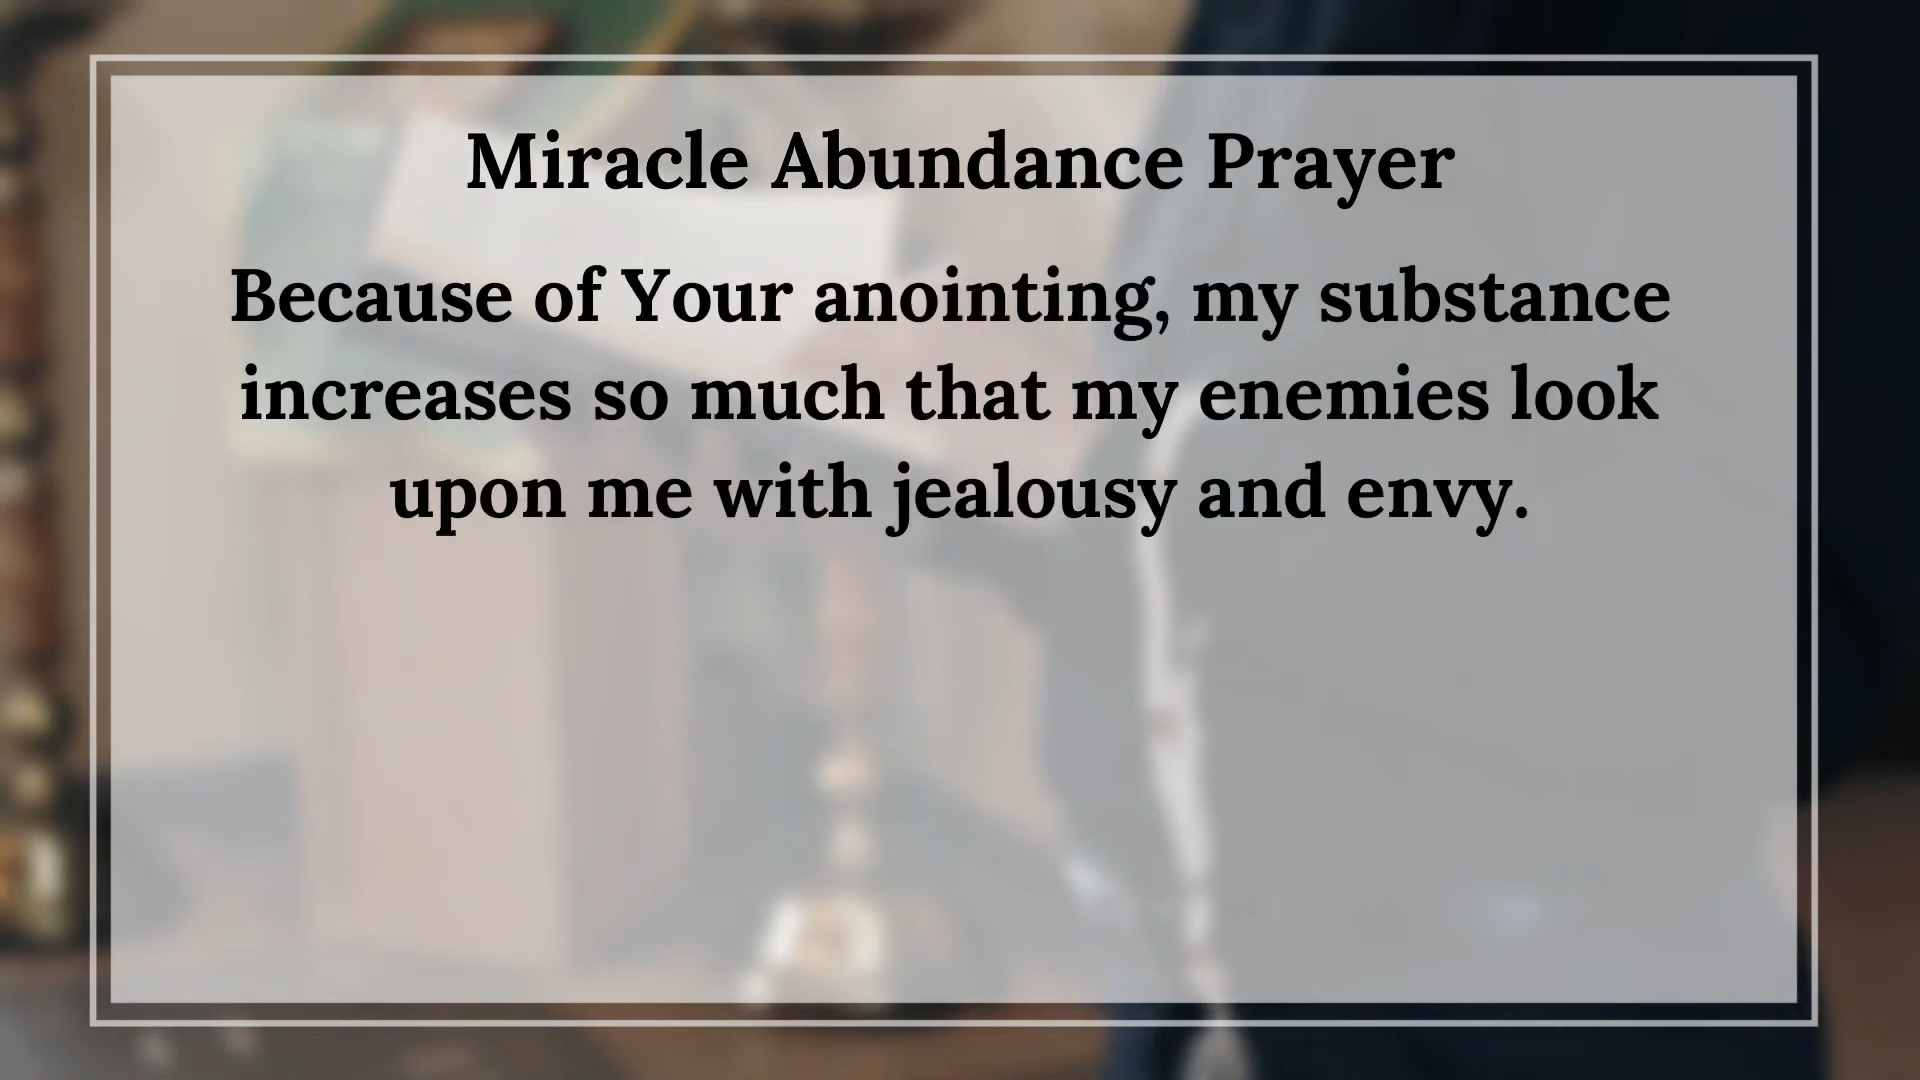 Miracle Abundance Prayer
Because of Your anointing, my substance
increases so much that my enemies look
upon me with jealousy and envy.